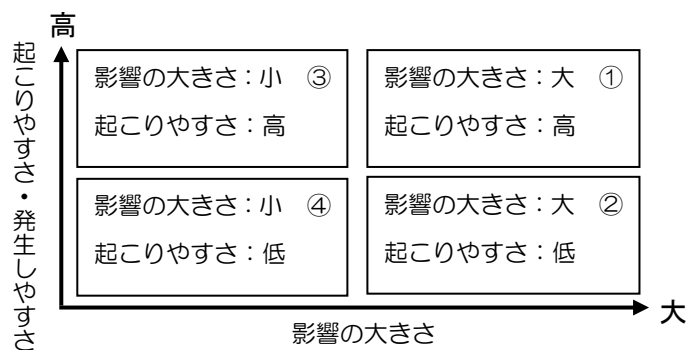 高
起こりやすさ・発生しやすさ
影響の大きさ：小 ③
起こりやすさ：高
影響の大きさ：大 ①
起こりやすさ：高
影響の大きさ：小 ④
起こりやすさ：低
影響の大きさ：大 ②
起こりやすさ：低
大
影響の大きさ